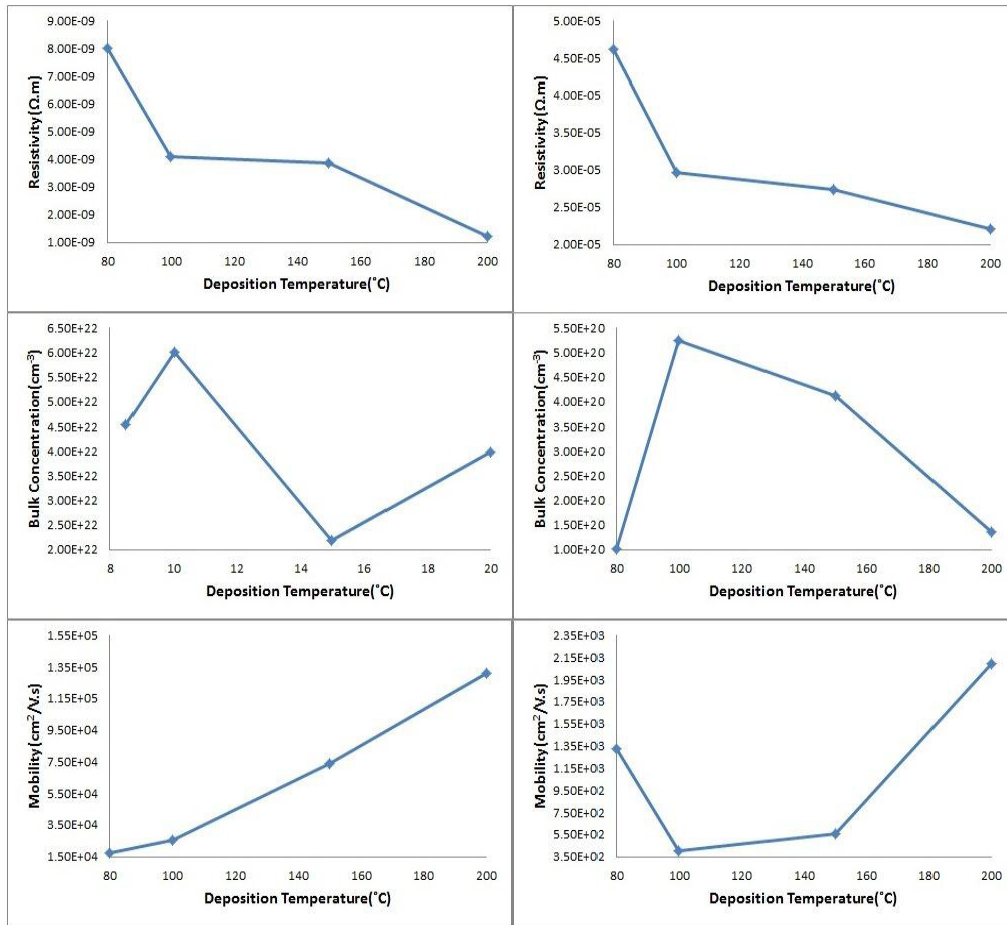 9.00E-09
8.00E-09
7.00E-09
6.00E-09
5.00E-09
4.00E-09
3.00E-09
2.00E-09
1.00E-09
Resistivity(Ω.m)
80 100 120 140 160 180 200
Deposition Temperature(˚C)
5.00E-05
4.50E-05
4.00E-05
3.50E-05
3.00E-05
2.50E-05
2.00E-05
Resistivity(Ω.m)
80 100 120 140 160 180 200
Deposition Temperature(˚C)
6.50E+22
6.00E+22
5.50E+22
5.00E+22
4.50E+22
4.00E+22
3.50E+22
3.00E+22
2.50E+22
2.00E+22
Bulk Concentration(cm⁻³)
8 10 12 14 16 18 20
Deposition Temperature(˚C)
5.50E+20
5.00E+20
4.50E+20
4.00E+20
3.50E+20
3.00E+20
2.50E+20
2.00E+20
1.50E+20
1.00E+20
Bulk Concentration(cm⁻³)
80 100 120 140 160 180 200
Deposition Temperature(˚C)
1.55E+05
1.35E+05
1.15E+05
9.50E+04
7.50E+04
5.50E+04
3.50E+04
1.50E+04
Mobility(cm²/V.s)
80 100 120 140 160 180 200
Deposition Temperature(˚C)
2.35E+03
2.15E+03
1.95E+03
1.75E+03
1.55E+03
1.35E+03
1.15E+03
9.50E+02
7.50E+02
5.50E+02
3.50E+02
Mobility(cm²/V.s)
80 100 120 140 160 180 200
Deposition Temperature(˚C)